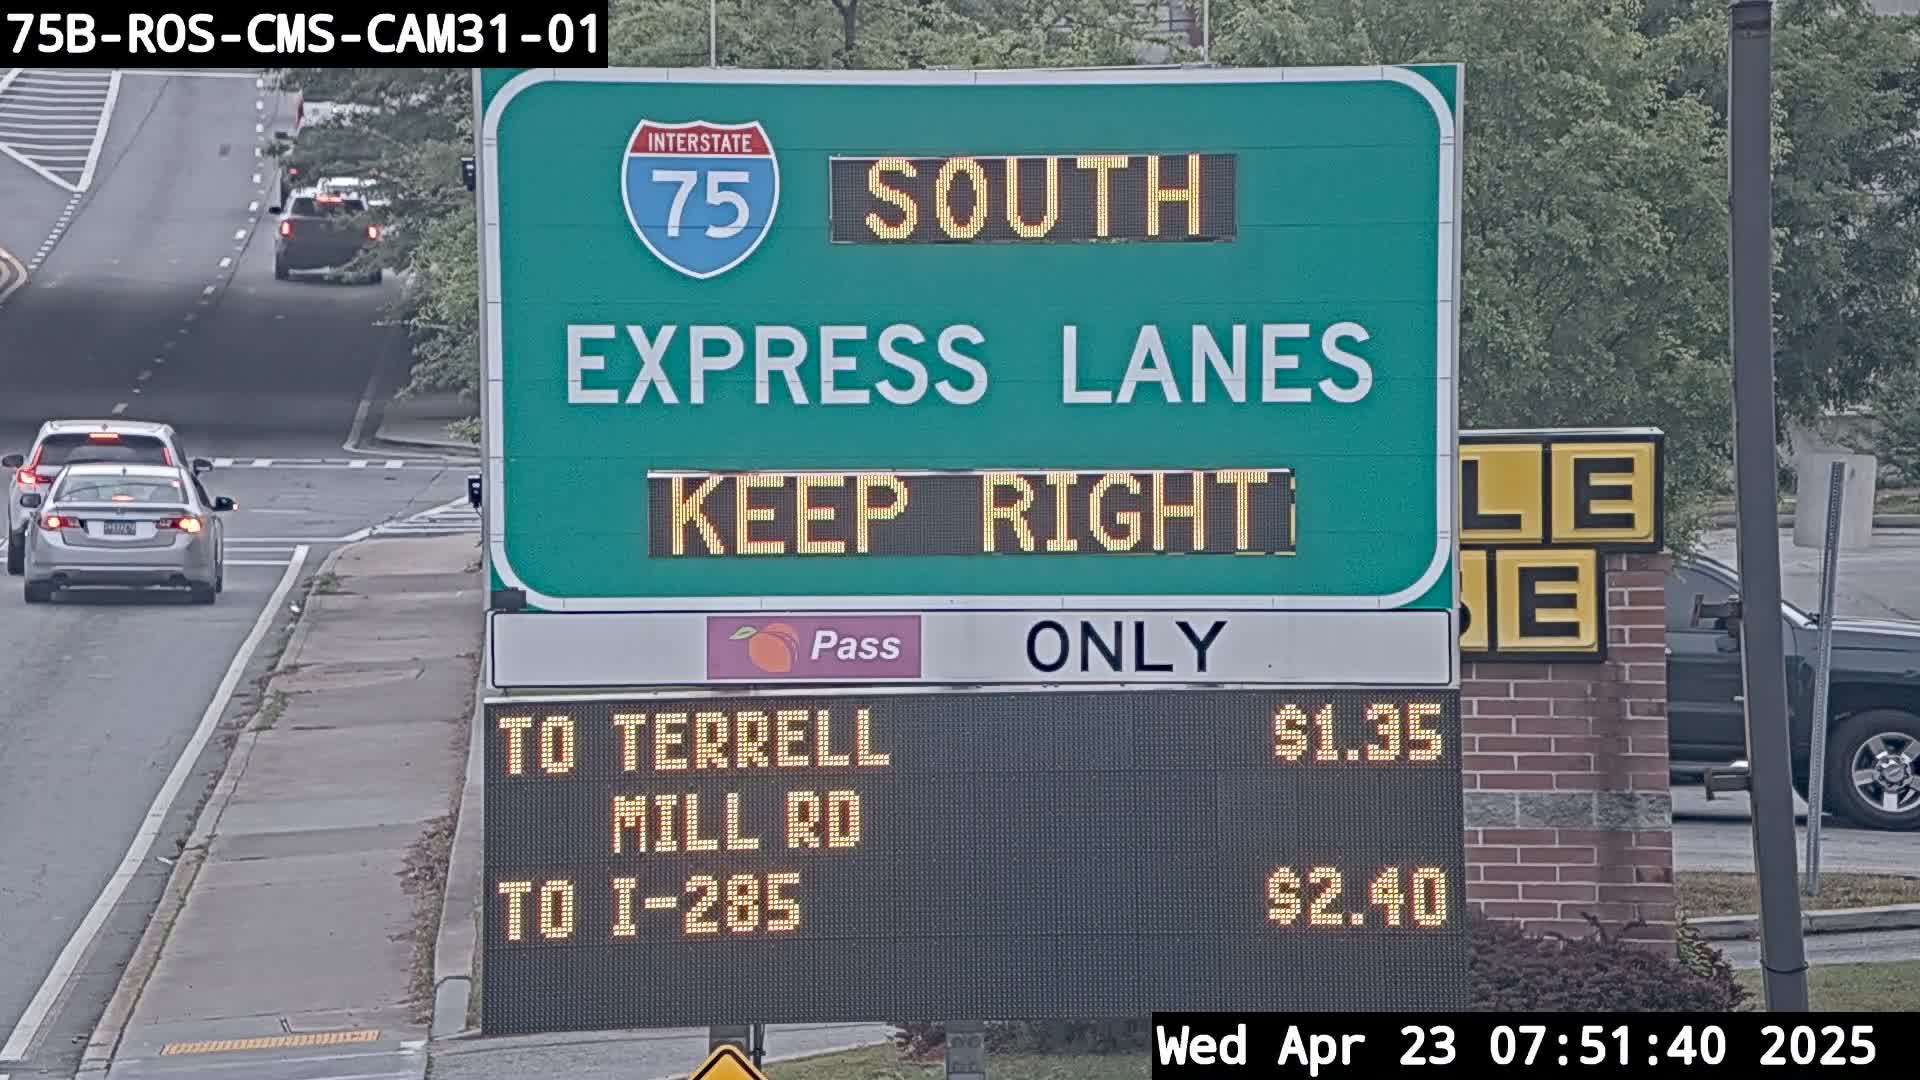 75B-ROS-CMS-CAM31-01
INTERSTATE
75
SOUTH
EXPRESS LANES
KEEP RIGHT
Pass ONLY
LE
E
TO TERRELL $1.35
MILL RD
TO I-285 $2.40
Wed Apr 23 07:51:40 2025